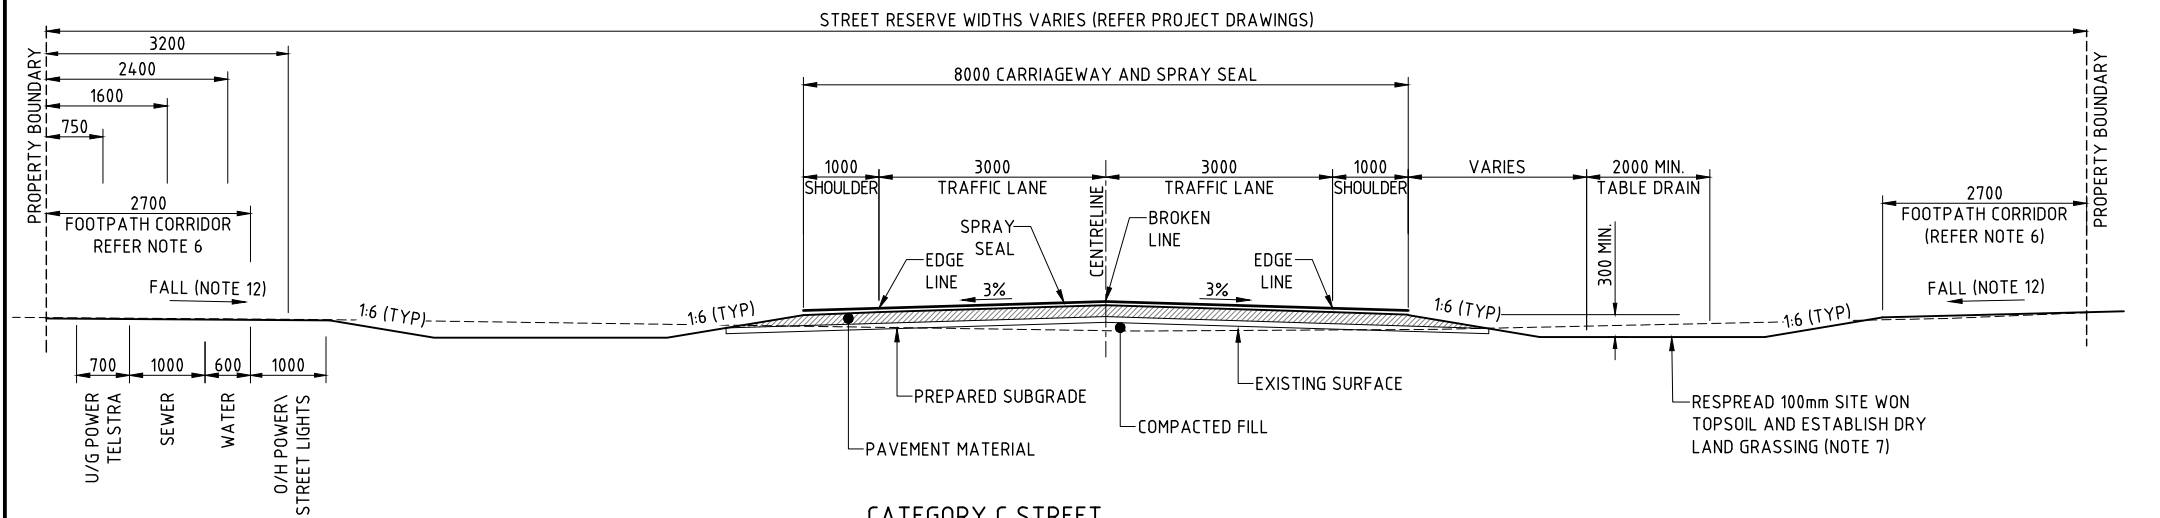 STREET RESERVE WIDTHS VARIES (REFER PROJECT DRAWINGS)
3200
2400
1600
750
PROPERTY BOUNDARY
2700
FOOTPATH CORRIDOR
REFER NOTE 6
FALL (NOTE 12)
8000 CARRIAGEWAY AND SPRAY SEAL
1000
SHOULDER
3000
TRAFFIC LANE
3000
TRAFFIC LANE
1000
SHOULDER
VARIES
2000 MIN.
TABLE DRAIN
2700
FOOTPATH CORRIDOR
(REFER NOTE 6)
PROPERTY BOUNDARY
FALL (NOTE 12)
SPRAY
SEAL
CENTRELINE
BROKEN
LINE
EDGE
LINE
EDGE
LINE
300 MIN.
3%
3%
1:6 (TYP)
1:6 (TYP)
1:6 (TYP)
1:6 (TYP)
700
1000
600
1000
U/G POWER
TELSTRA
SEWER
WATER
O/H POWER\
STREET LIGHTS
PREPARED SUBGRADE
EXISTING SURFACE
COMPACTED FILL
PAVEMENT MATERIAL
RESPREAD 100mm SITE WON
TOPSOIL AND ESTABLISH DRY
LAND GRASSING (NOTE 7)
CATEGORY C STREET